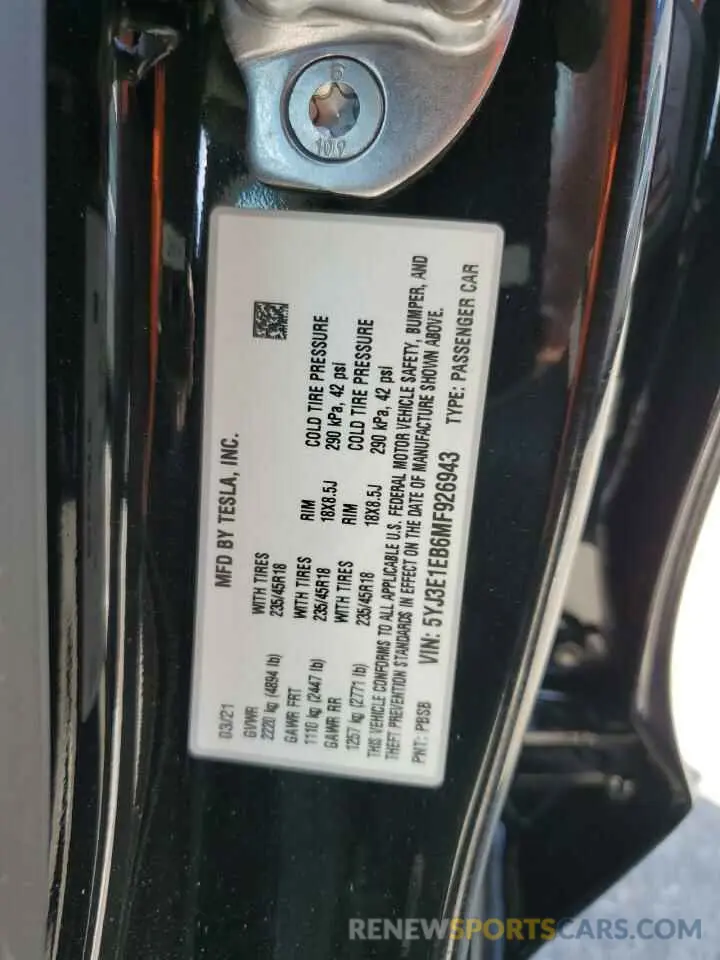 6
10.9
MFD BY TESLA, INC.
03/21
GVWR
2220 kg (4894 lb)
WITH TIRES
235/45R18
RIM
18X8.5J
COLD TIRE PRESSURE
290 kPa, 42 psi
GAWR FRT
1110 kg (2447 lb)
WITH TIRES
235/45R18
RIM
18X8.5J
COLD TIRE PRESSURE
290 kPa, 42 psi
GAWR RR
1257 kg (2771 lb)
WITH TIRES
235/45R18
THIS VEHICLE CONFORMS TO ALL APPLICABLE U.S. FEDERAL MOTOR VEHICLE SAFETY, BUMPER, AND
THEFT PREVENTION STANDARDS IN EFFECT ON THE DATE OF MANUFACTURE SHOWN ABOVE.
PNT: PBSB VIN: 5YJ3E1EB6MF926943 TYPE: PASSENGER CAR
RENEWSPORTSCARS.COM